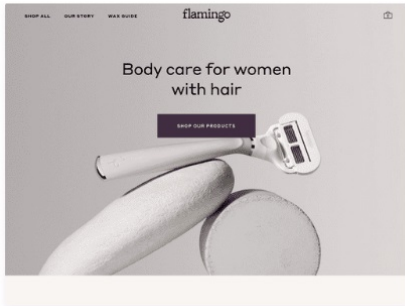 SHOP ALL
OUR STORY
WAX GUIDE
flamingo
Body care for women
with hair
SHOP OUR PRODUCTS